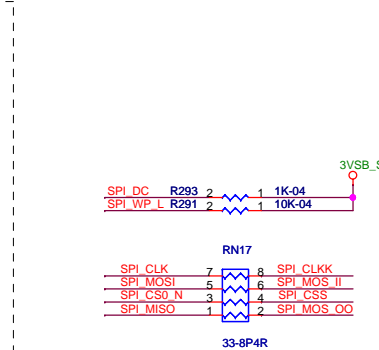 3VSB_S
SPI_DC R293 2 1 1K-04
SPI_WP_L R291 2 1 10K-04
RN17
SPI_CLK 7 8 SPI_CLKK
SPI_MOSI 5 6 SPI_MOS_II
SPI_CS0_N 3 4 SPI_CSS
SPI_MISO 1 2 SPI_MOS_OO
33-8P4R